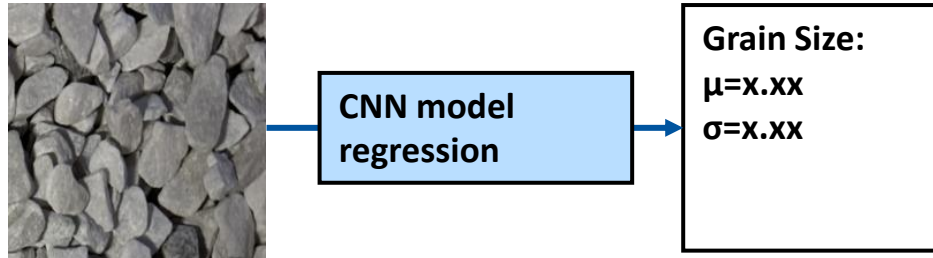 CNN model
regression
Grain Size:
μ=x.xx
σ=x.xx